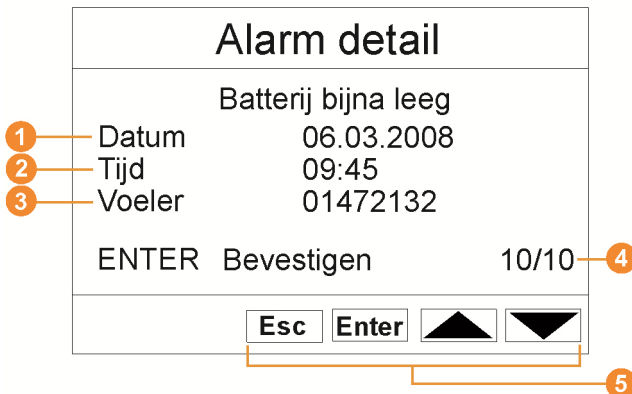 Alarm detail
Batterij bijna leeg
1 Datum 06.03.2008
2 Tijd 09:45
3 Voeler 01472132
ENTER Bevestigen 10/10 4
Esc Enter
5